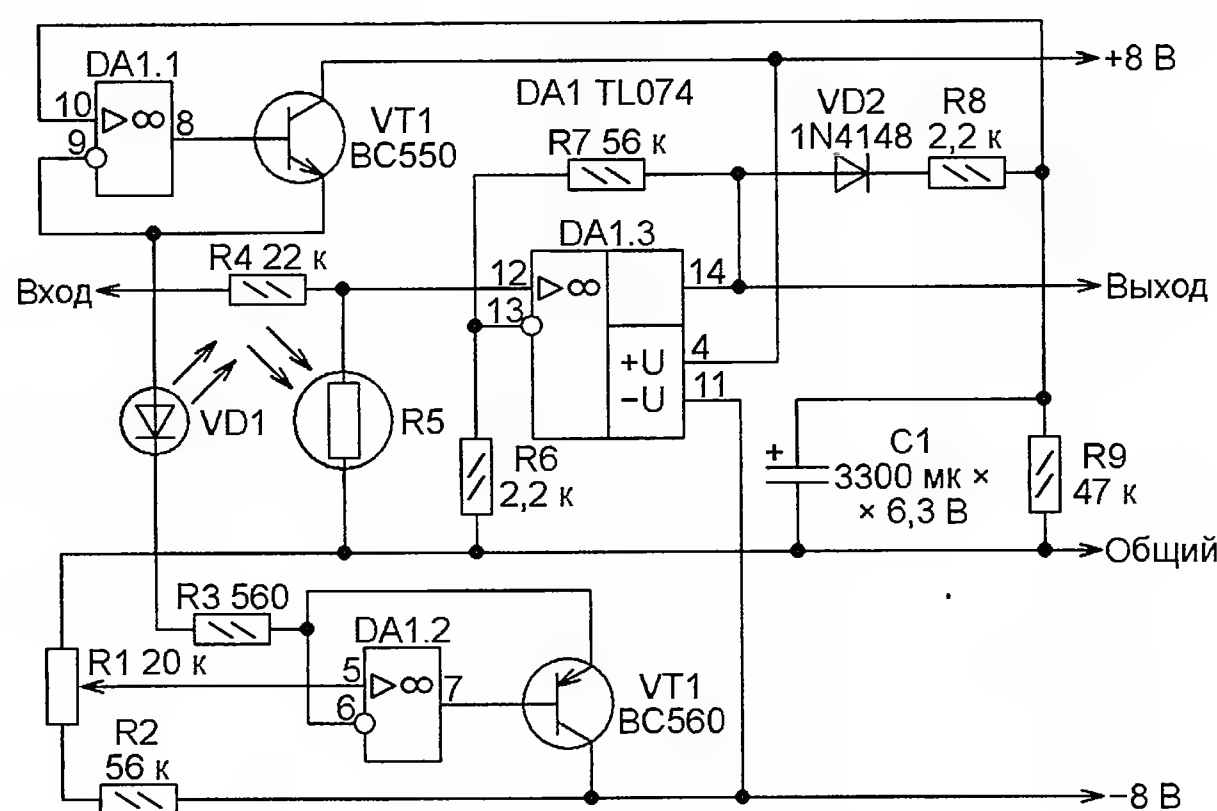 DA1.1
+8 В
10
8
9
VT1
BC550
DA1 TL074
VD2
1N4148
R8
2,2 к
R7 56 к
DA1.3
R4 22 к
Вход
12
14
Выход
13
+U
4
−U
11
VD1
R5
R6
2,2 к
+
C1
3300 мк ×
× 6,3 В
R9
47 к
Общий
R3 560
DA1.2
R1 20 к
5
7
6
VT1
BC560
R2
56 к
−8 В